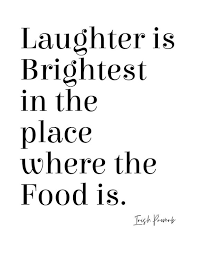 Laughter is
Brightest
in the
place
where the
Food is.
Irish Proverb